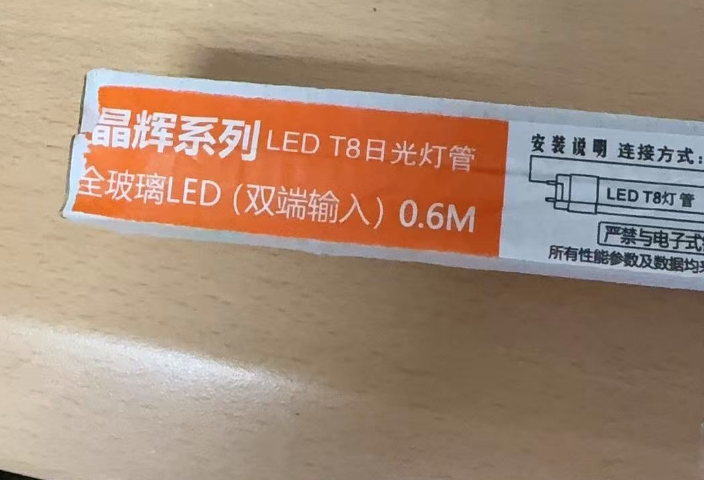 晶辉系列 LED T8日光灯管
全玻璃LED（双端输入）0.6M
安装说明 连接方式:
LED T8灯管
严禁与电子式
所有性能参数及数据均